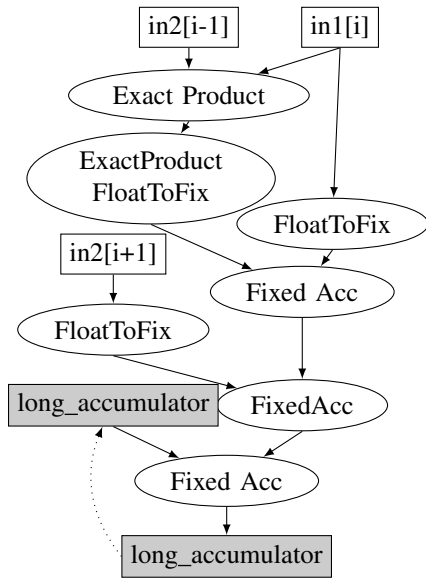 in2[i-1]
in1[i]
Exact Product
ExactProduct
FloatToFix
FloatToFix
in2[i+1]
Fixed Acc
FloatToFix
long_accumulator
FixedAcc
Fixed Acc
long_accumulator